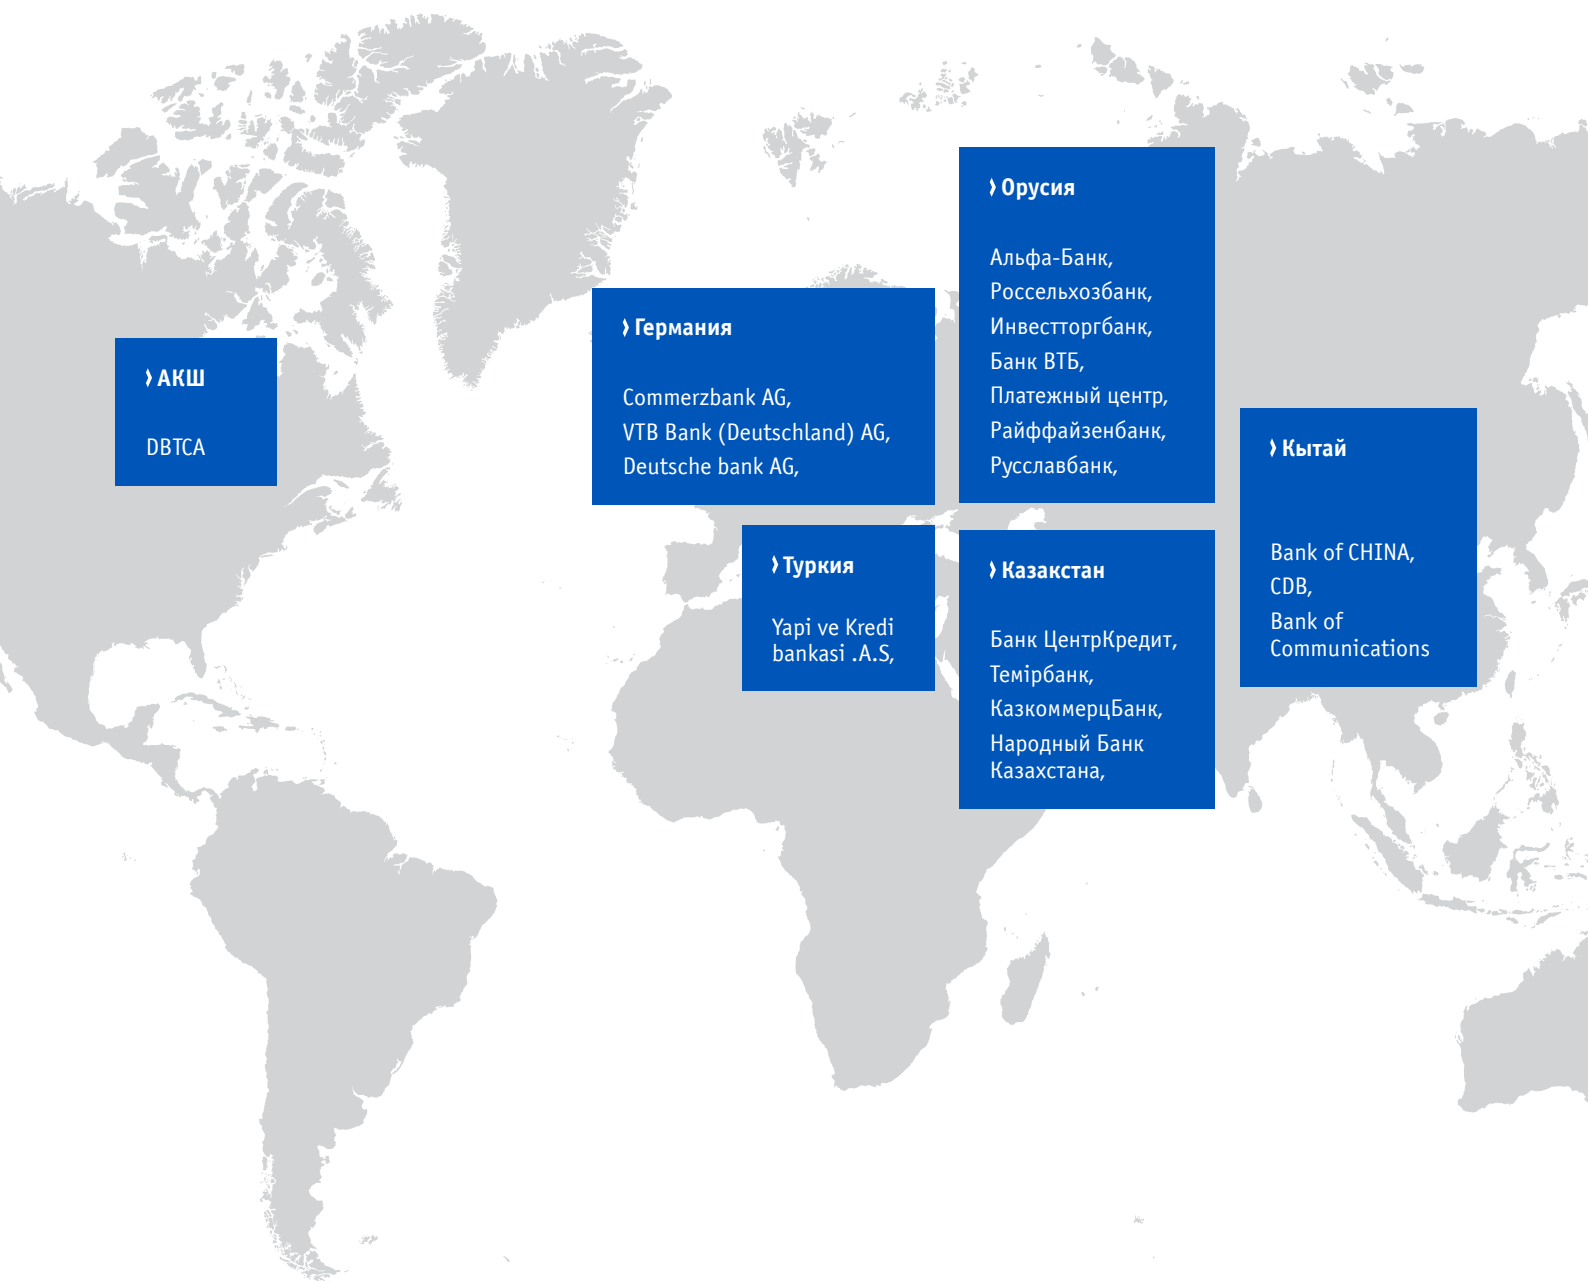 › Орусия
Альфа-Банк,
Россельхозбанк,
Инвестторгбанк,
Банк ВТБ,
Платежный центр,
Райффайзенбанк,
Русславбанк,
› Германия
Commerzbank AG,
VTB Bank (Deutschland) AG,
Deutsche bank AG,
› АКШ
DBTCA
› Кытай
Bank of CHINA,
CDB,
Bank of
Communications
› Туркия
Yapi ve Kredi
bankasi .A.S,
› Казакстан
Банк ЦентрКредит,
Темiрбанк,
КазкоммерцБанк,
Народный Банк
Казахстана,